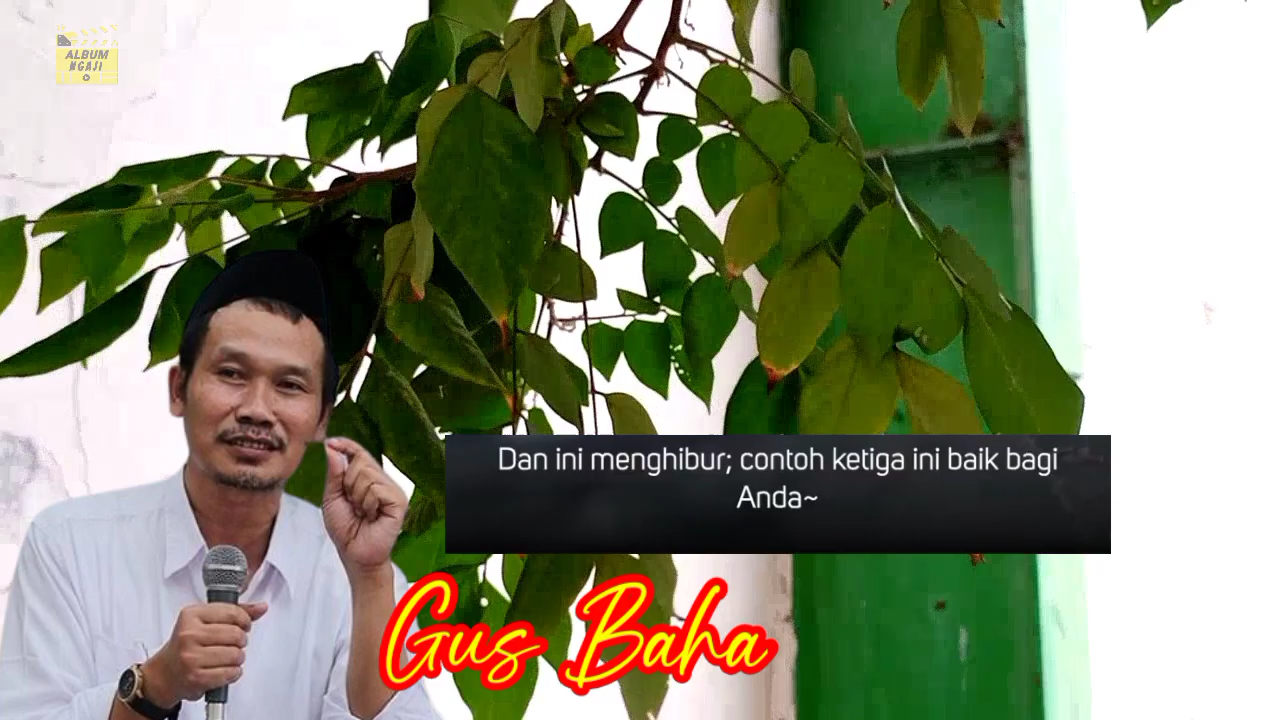 ALBUM
NGAJI
Dan ini menghibur; contoh ketiga ini baik bagi
Anda~
Gus Baha